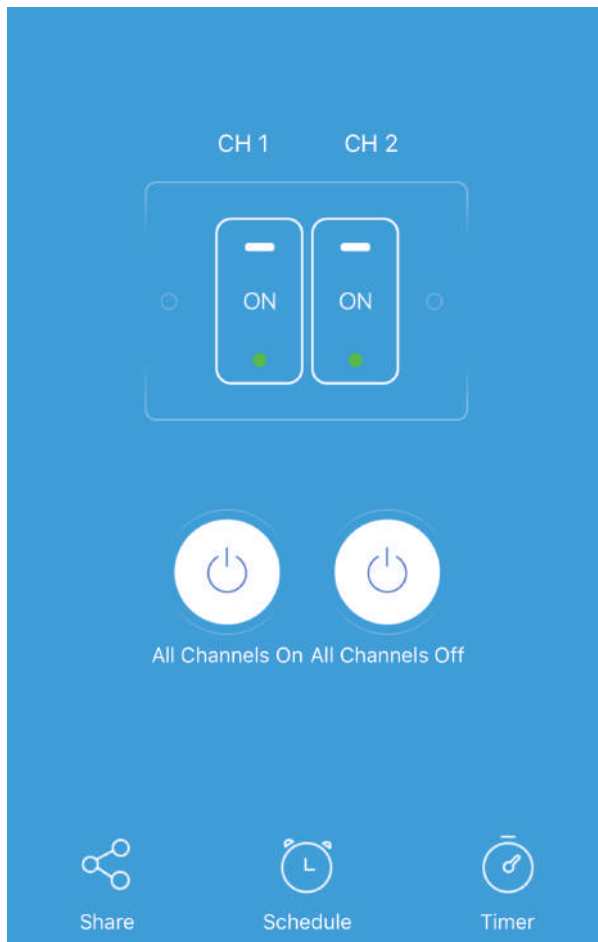 CH 1 CH 2
ON ON
All Channels On All Channels Off
Share Schedule Timer